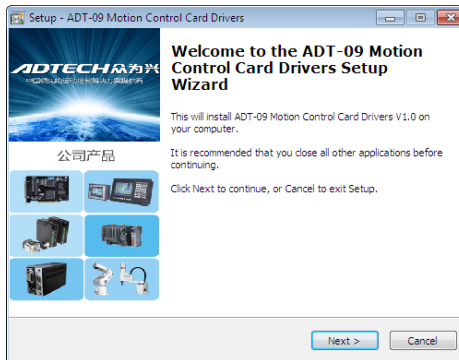 Setup - ADT-09 Motion Control Card Drivers
ADTECH众为兴
公司产品
Welcome to the ADT-09 Motion
Control Card Drivers Setup
Wizard
This will install ADT-09 Motion Control Card Drivers V1.0 on
your computer.
It is recommended that you close all other applications before
continuing.
Click Next to continue, or Cancel to exit Setup.
Next >
Cancel